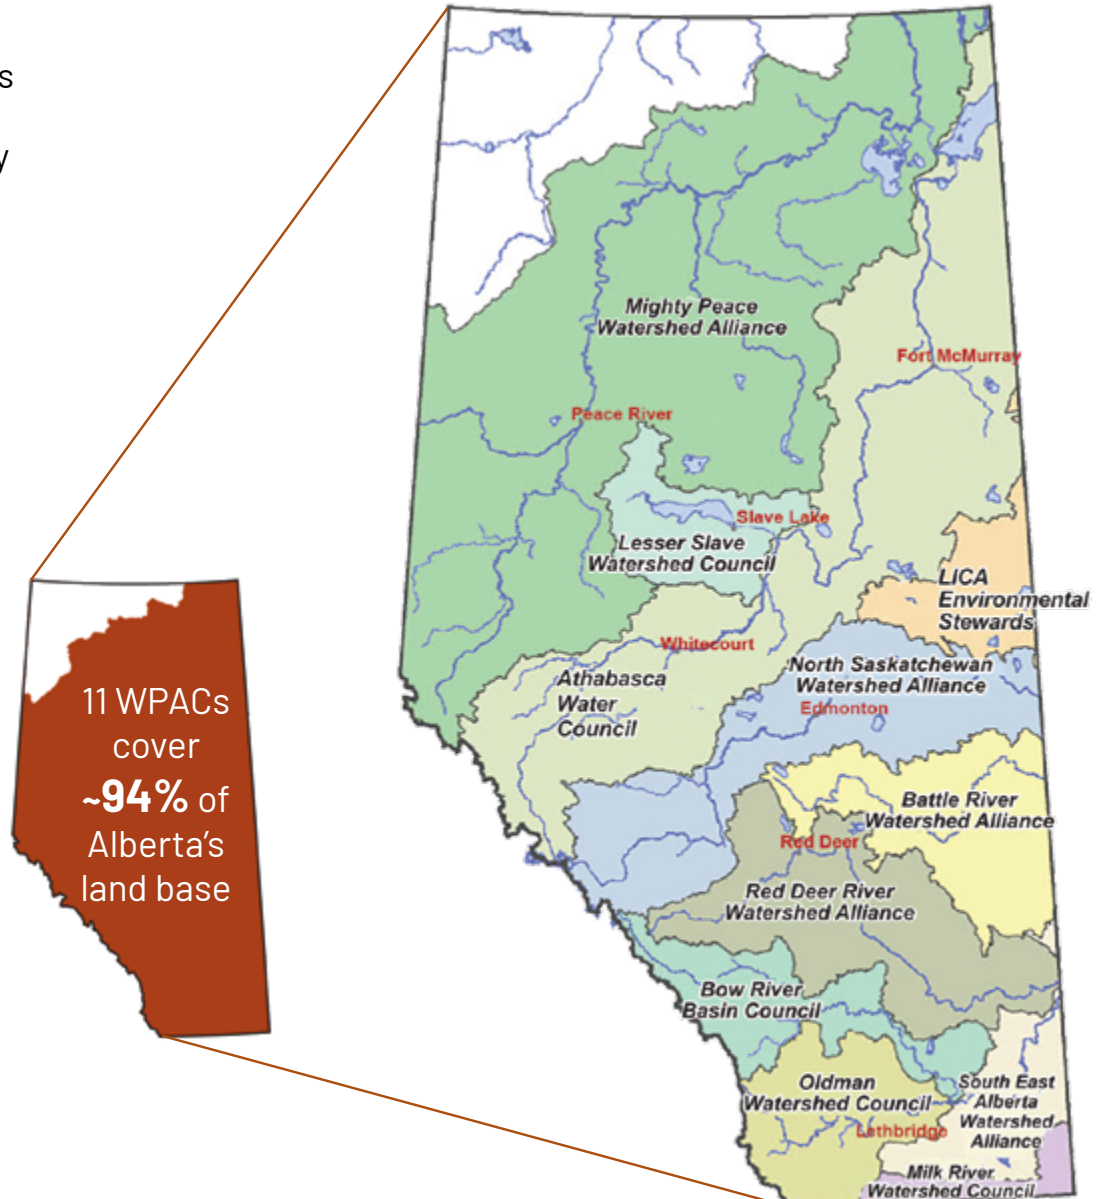 s
y
Mighty Peace
Watershed Alliance
Fort McMurray
Peace River
Slave Lake
Lesser Slave
Watershed Council
LICA
Environmental
Stewards
Whitecourt
North Saskatchewan
Watershed Alliance
Athabasca
Water
Council
Edmonton
11 WPACs
cover
~94% of
Alberta's
land base
Battle River
Watershed Alliance
Red Deer
Red Deer River
Watershed Alliance
Bow River
Basin Council
Oldman
Watershed Council
South East
Alberta
Watershed
Alliance
Lethbridge
Milk River
Watershed Council